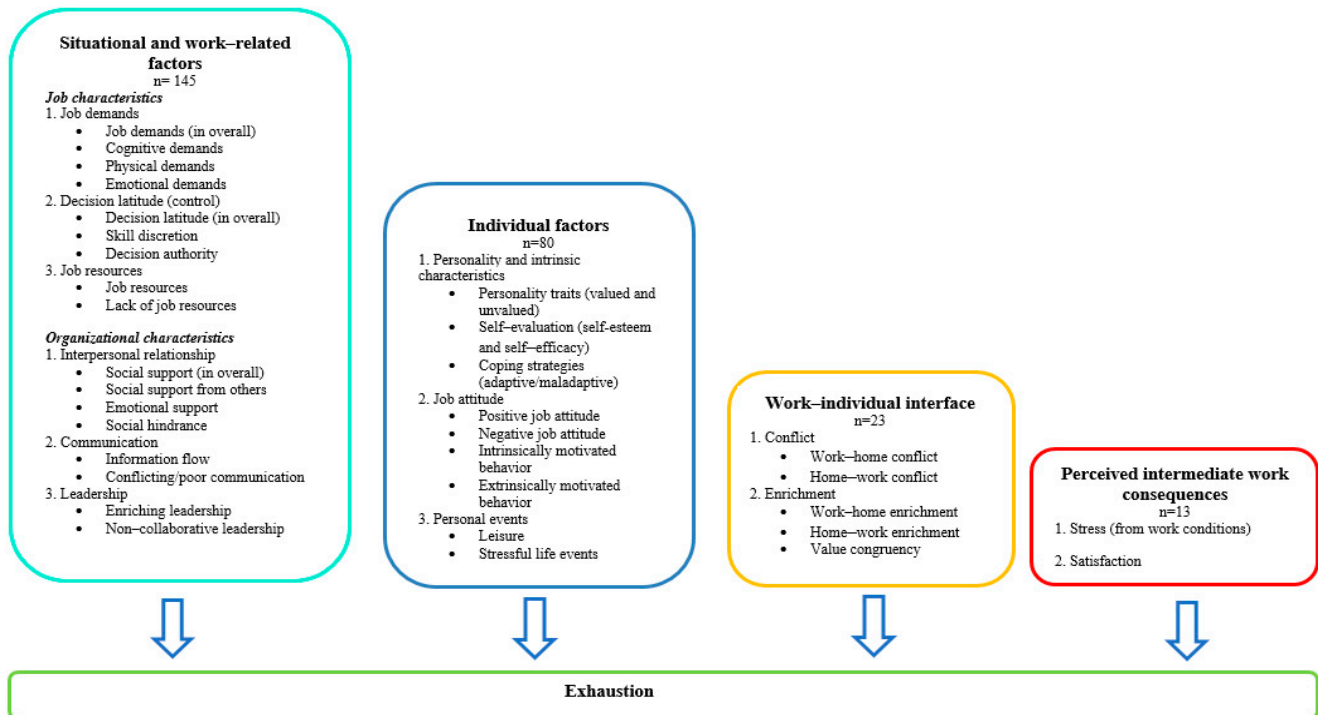 Situational and work–related
factors
n= 145
Job characteristics
1. Job demands
• Job demands (in overall)
• Cognitive demands
• Physical demands
• Emotional demands
2. Decision latitude (control)
• Decision latitude (in overall)
• Skill discretion
• Decision authority
3. Job resources
• Job resources
• Lack of job resources
Organizational characteristics
1. Interpersonal relationship
• Social support (in overall)
• Social support from others
• Emotional support
• Social hindrance
2. Communication
• Information flow
• Conflicting/poor communication
3. Leadership
• Enriching leadership
• Non–collaborative leadership
Individual factors
n=80
1. Personality and intrinsic
characteristics
• Personality traits (valued and
unvalued)
• Self–evaluation (self-esteem
and self–efficacy)
• Coping strategies
(adaptive/maladaptive)
2. Job attitude
• Positive job attitude
• Negative job attitude
• Intrinsically motivated
behavior
• Extrinsically motivated
behavior
3. Personal events
• Leisure
• Stressful life events
Work–individual interface
n=23
1. Conflict
• Work–home conflict
• Home–work conflict
2. Enrichment
• Work–home enrichment
• Home–work enrichment
• Value congruency
Perceived intermediate work
consequences
n=13
1. Stress (from work conditions)
2. Satisfaction
Exhaustion